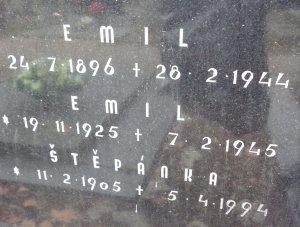 EMIL
24·7·1896 + 28·2·1944
EMIL
* 19·11·1925 + 7·2·1945
ŠTĚPÁNKA
* 11·2·1905 + 5·4·1994